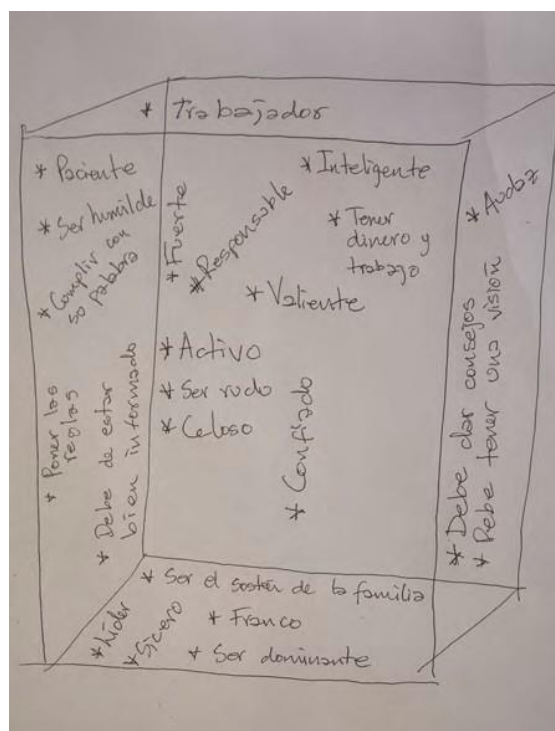 * Trabajador
* Paciente
* Ser humilde
* Cumplir con
so palabra
* Poner las
reglas
* Debe de estar
bien informado
* Fuerte
* Responsable
* Inteligente
* Tener
dinero y
trabajo
* Valiente
* Activo
* Ser rudo
* Celoso
* Confiado
* Audaz
* Debe dar consejos
* Debe tener una visión
* Ser el sostén de la familia
* Líder
* Sicero
* Franco
* Ser dominante